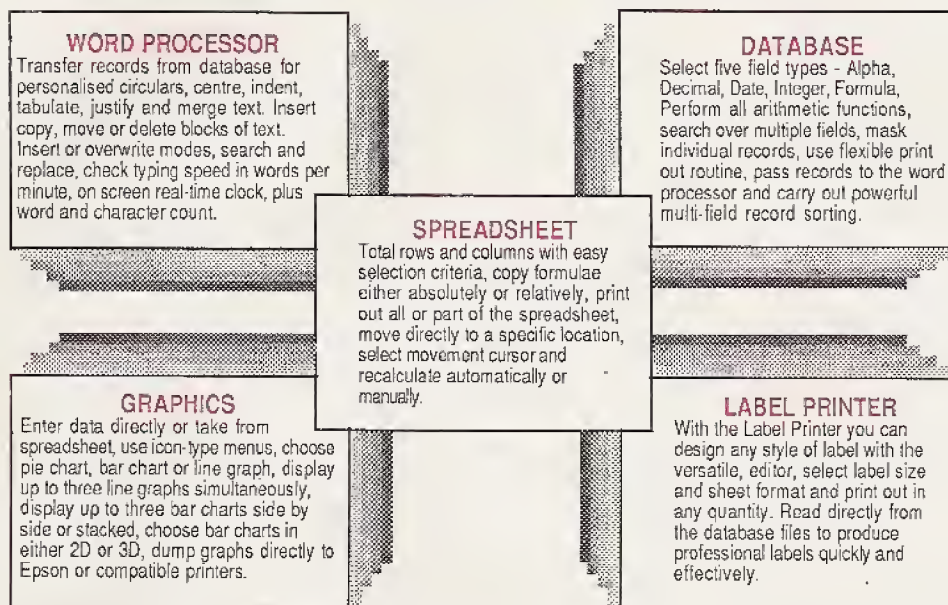 WORD PROCESSOR
Transfer records from database for
personalised circulars, centre, indent,
tabulate, justify and merge text. Insert
copy, move or delete blocks of text.
Insert or overwrite modes, search and
replace, check typing speed in words per
minute, on screen real-time clock, plus
word and character count.
DATABASE
Select five field types - Alpha,
Decimal, Date, Integer, Formula,
Perform all arithmetic functions,
search over multiple fields, mask
individual records, use flexible print
out routine, pass records to the word
processor and carry out powerful
multi-field record sorting.
SPREADSHEET
Total rows and columns with easy
selection criteria, copy formulae
either absolutely or relatively, print
out all or part of the spreadsheet,
move directly to a specific location,
select movement cursor and
recalculate automatically or
manually.
GRAPHICS
Enter data directly or take from
spreadsheet, use icon-type menus, choose
pie chart, bar chart or line graph, display
up to three line graphs simultaneously,
display up to three bar charts side by
side or stacked, choose bar charts in
either 2D or 3D, dump graphs directly to
Epson or compatible printers.
LABEL PRINTER
With the Label Printer you can
design any style of label with the
versatile, editor, select label size
and sheet format and print out in
any quantity. Read directly from
the database files to produce
professional labels quickly and
effectively.